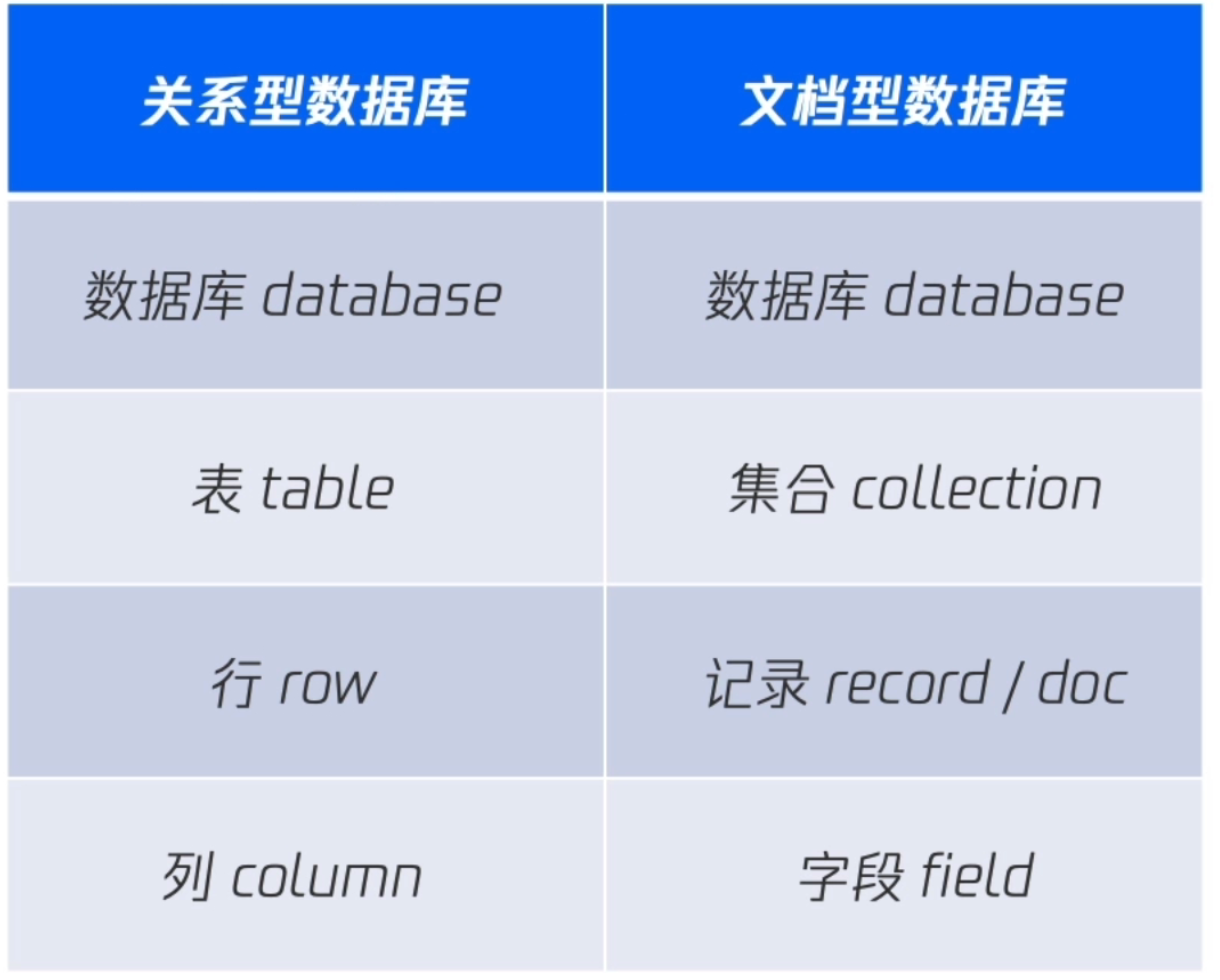 关系型数据库 文档型数据库
数据库 database 数据库 database
表 table 集合 collection
行 row 记录 record / doc
列 column 字段 field